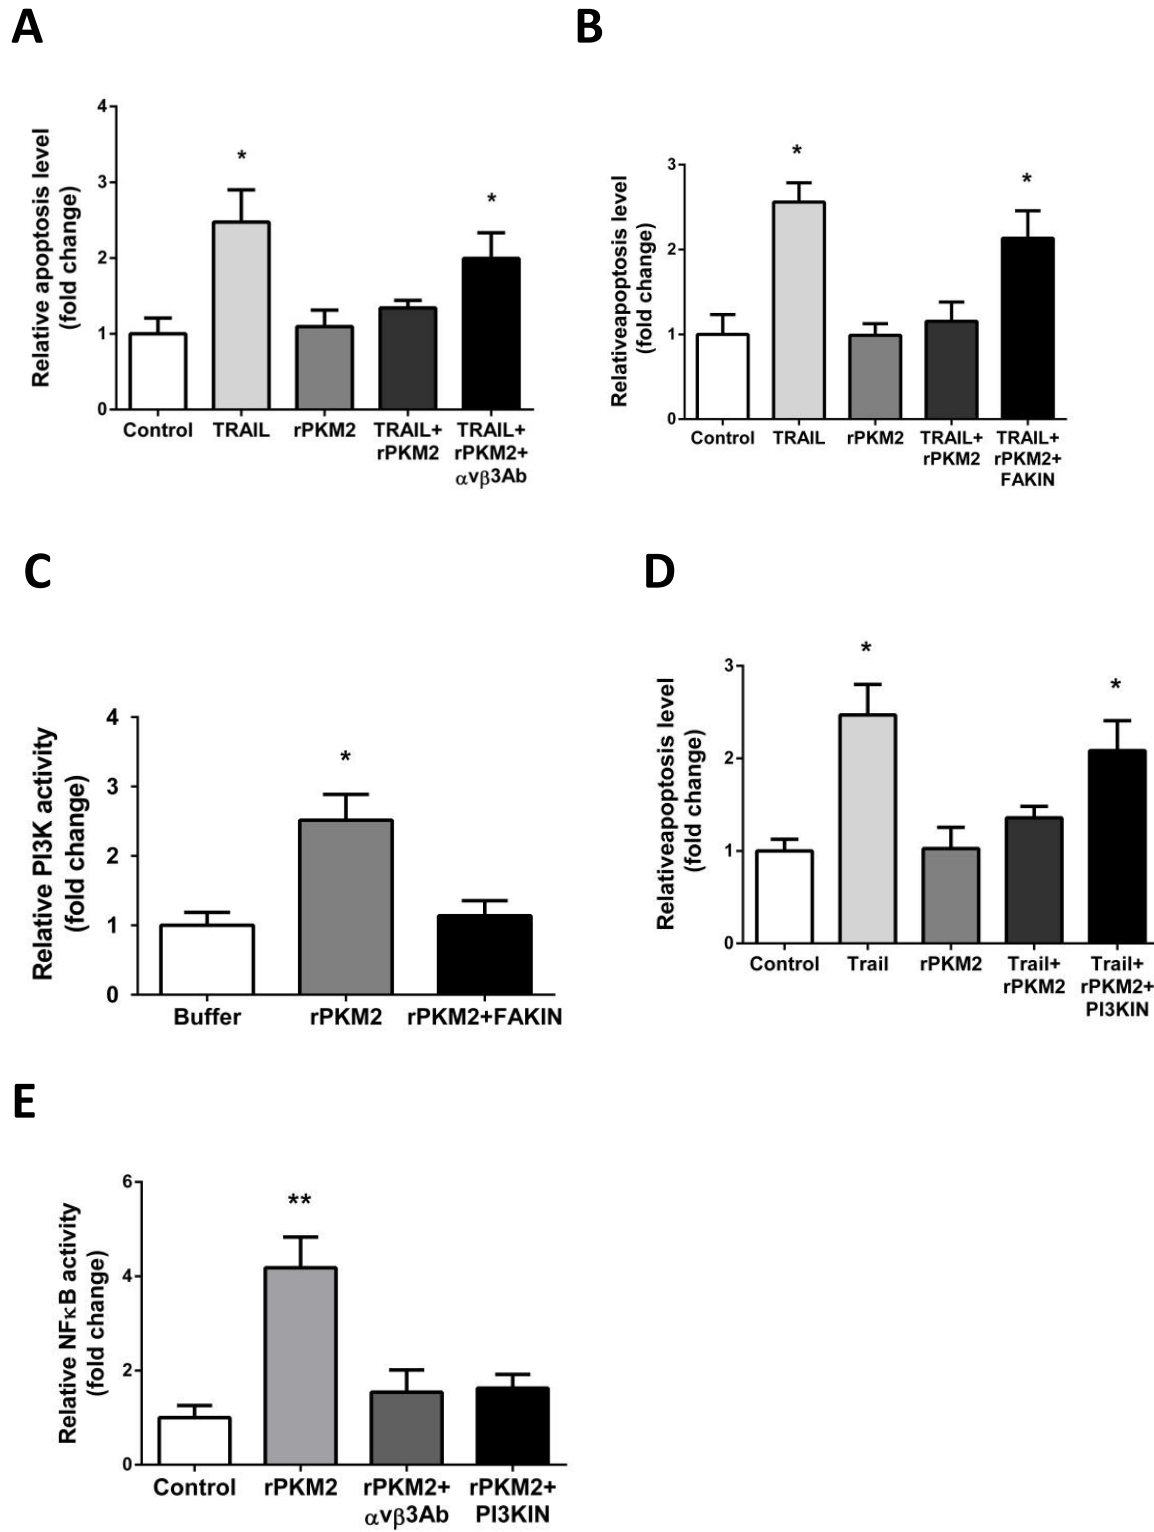 A
B
Relative apoptosis level
(fold change)
4
3
2
1
0
*
*
Control
TRAIL
rPKM2
TRAIL+
rPKM2
TRAIL+
rPKM2+
αvβ3Ab
Relativeapoptosis level
(fold change)
3
2
1
0
*
*
Control
TRAIL
rPKM2
TRAIL+
rPKM2
TRAIL+
rPKM2+
FAKIN
C
D
Relative PI3K activity
(fold change)
4
3
2
1
0
*
Buffer
rPKM2
rPKM2+FAKIN
Relativeapoptosis level
(fold change)
3
2
1
0
*
*
Control
Trail
rPKM2
Trail+
rPKM2
Trail+
rPKM2+
PI3KIN
E
Relative NFκB activity
(fold change)
6
4
2
0
**
Control
rPKM2
rPKM2+
αvβ3Ab
rPKM2+
PI3KIN